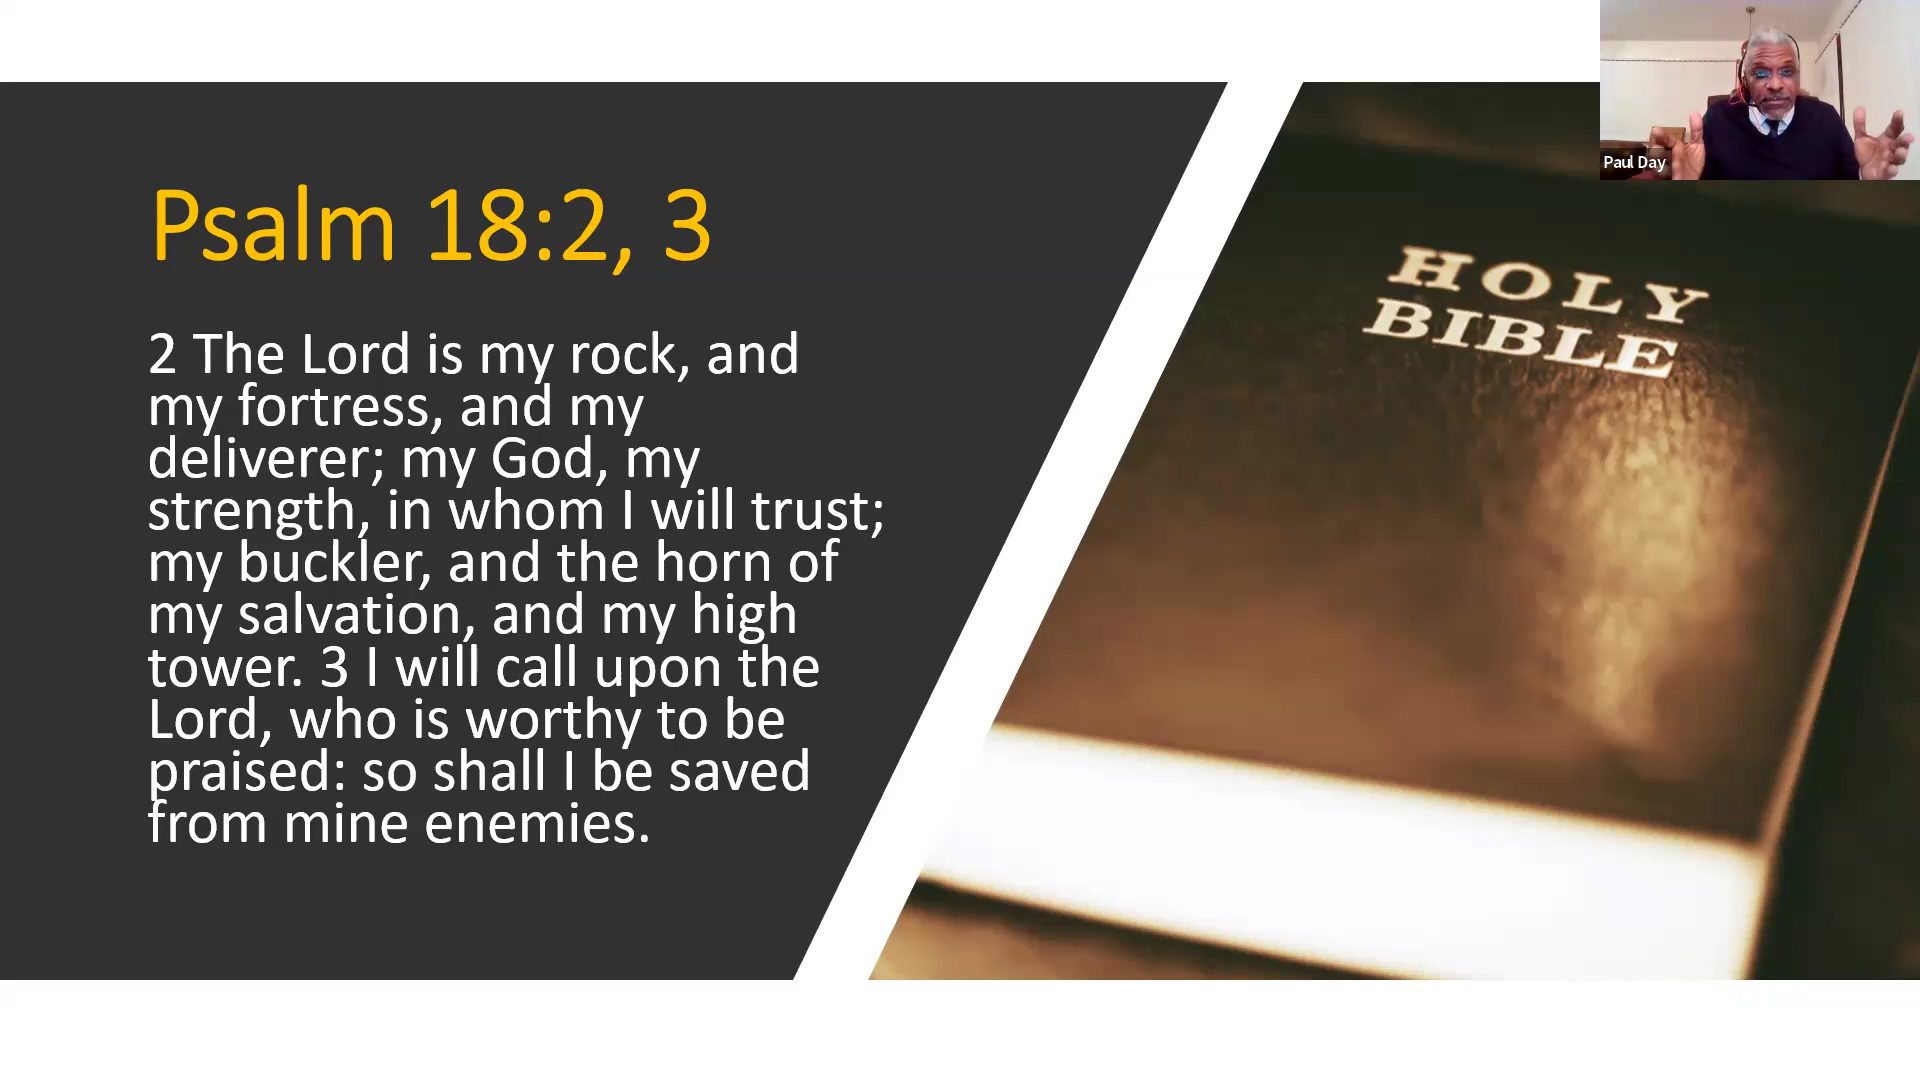 Psalm 18:2, 3
2 The Lord is my rock, and
my fortress, and my
deliverer; my God, my
strength, in whom I will trust;
my buckler, and the horn of
my salvation, and my high
tower. 3 I will call upon the
Lord, who is worthy to be
praised: so shall I be saved
from mine enemies.
HOLY
BIBLE
Paul Day